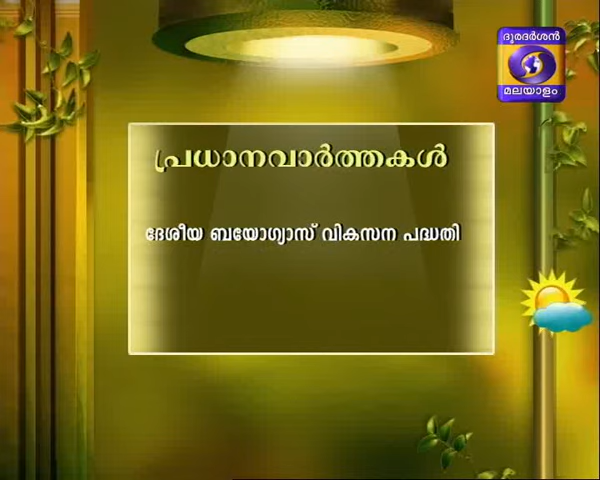 ദൂരദർശൻ
മലയാളം
പ്രധാനവാർത്തകൾ
ദേശീയ ബയോഗ്യാസ് വികസന പദ്ധതി